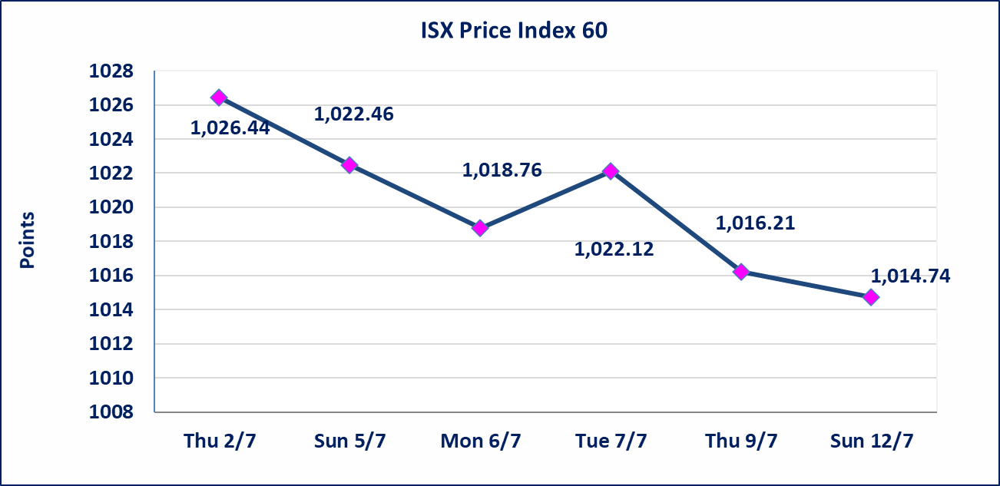 ISX Price Index 60
Points
1028
1026
1024
1022
1020
1018
1016
1014
1012
1010
1008
1,026.44
1,022.46
1,018.76
1,022.12
1,016.21
1,014.74
Thu 2/7
Sun 5/7
Mon 6/7
Tue 7/7
Thu 9/7
Sun 12/7